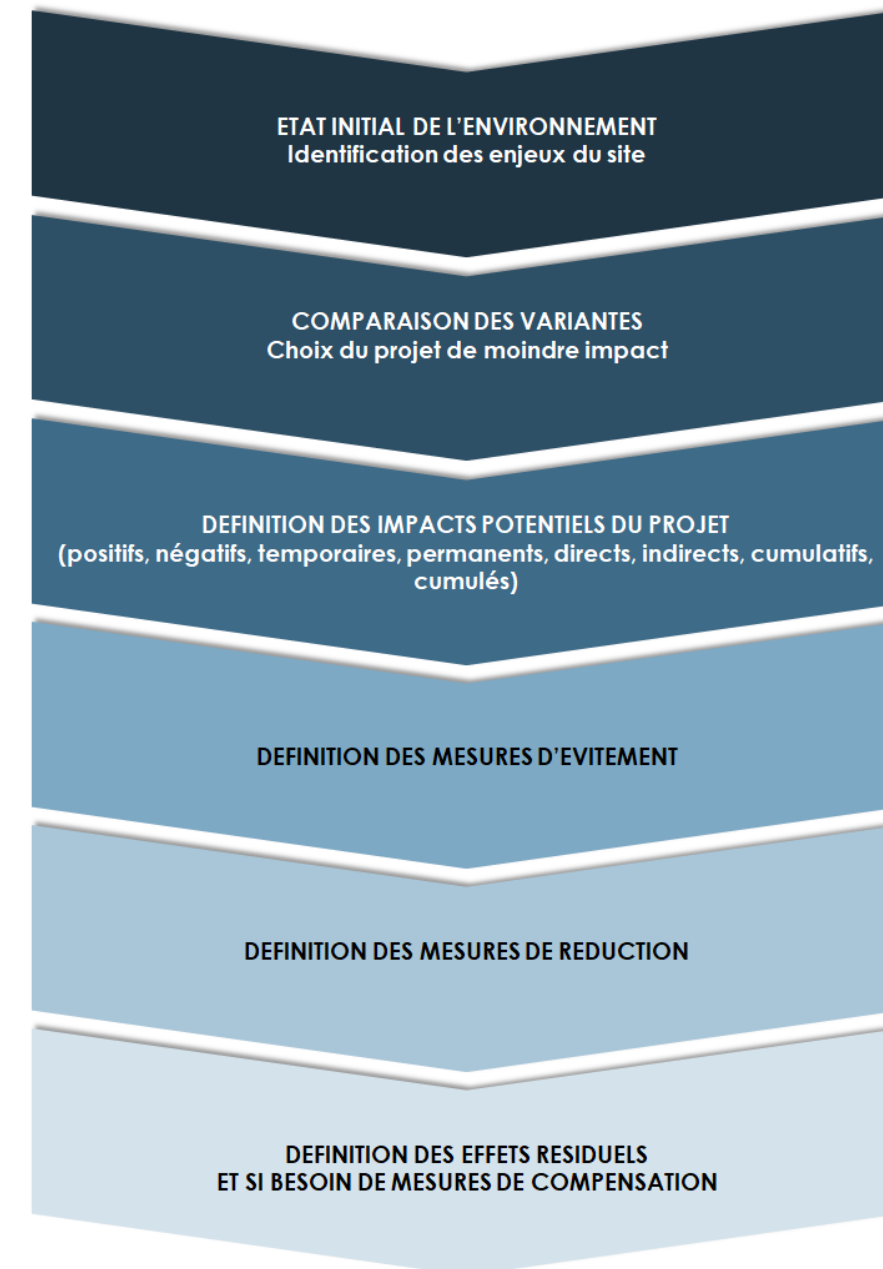 ETAT INITIAL DE L'ENVIRONNEMENT
Identification des enjeux du site
COMPARAISON DES VARIANTES
Choix du projet de moindre impact
DEFINITION DES IMPACTS POTENTIELS DU PROJET
(positifs, négatifs, temporaires, permanents, directs, indirects, cumulatifs,
cumulés)
DEFINITION DES MESURES D'EVITEMENT
DEFINITION DES MESURES DE REDUCTION
DEFINITION DES EFFETS RESIDUELS
ET SI BESOIN DE MESURES DE COMPENSATION